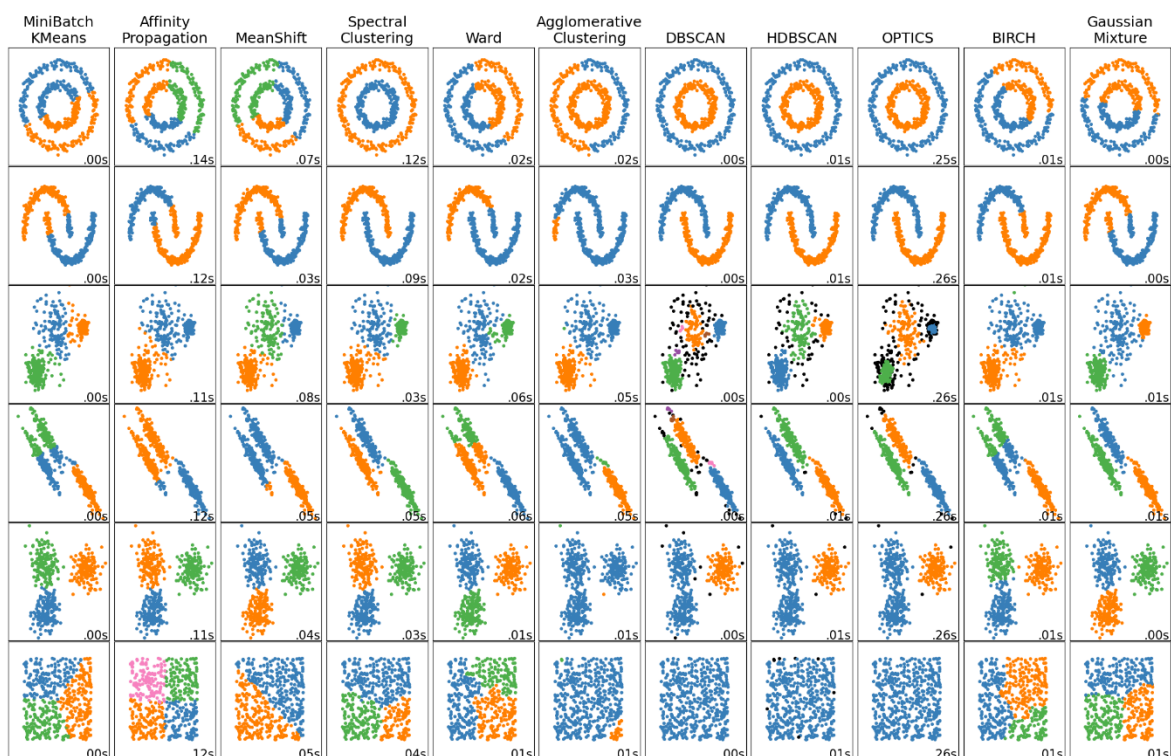 MiniBatch
KMeans
Affinity
Propagation
MeanShift
Spectral
Clustering
Ward
Agglomerative
Clustering
DBSCAN
HDBSCAN
OPTICS
BIRCH
Gaussian
Mixture
.00s .14s .07s .12s .02s .02s .00s .01s .25s .01s .00s
.00s .12s .03s .09s .02s .03s .00s .01s .26s .01s .00s
.00s .11s .08s .03s .06s .05s .00s .00s .26s .00s .01s
.00s .12s .05s .05s .06s .05s .00s .01s .26s .01s .01s
.00s .11s .04s .03s .01s .01s .00s .00s .26s .01s .00s
.00s .12s .05s .04s .01s .01s .00s .00s .26s .01s .01s